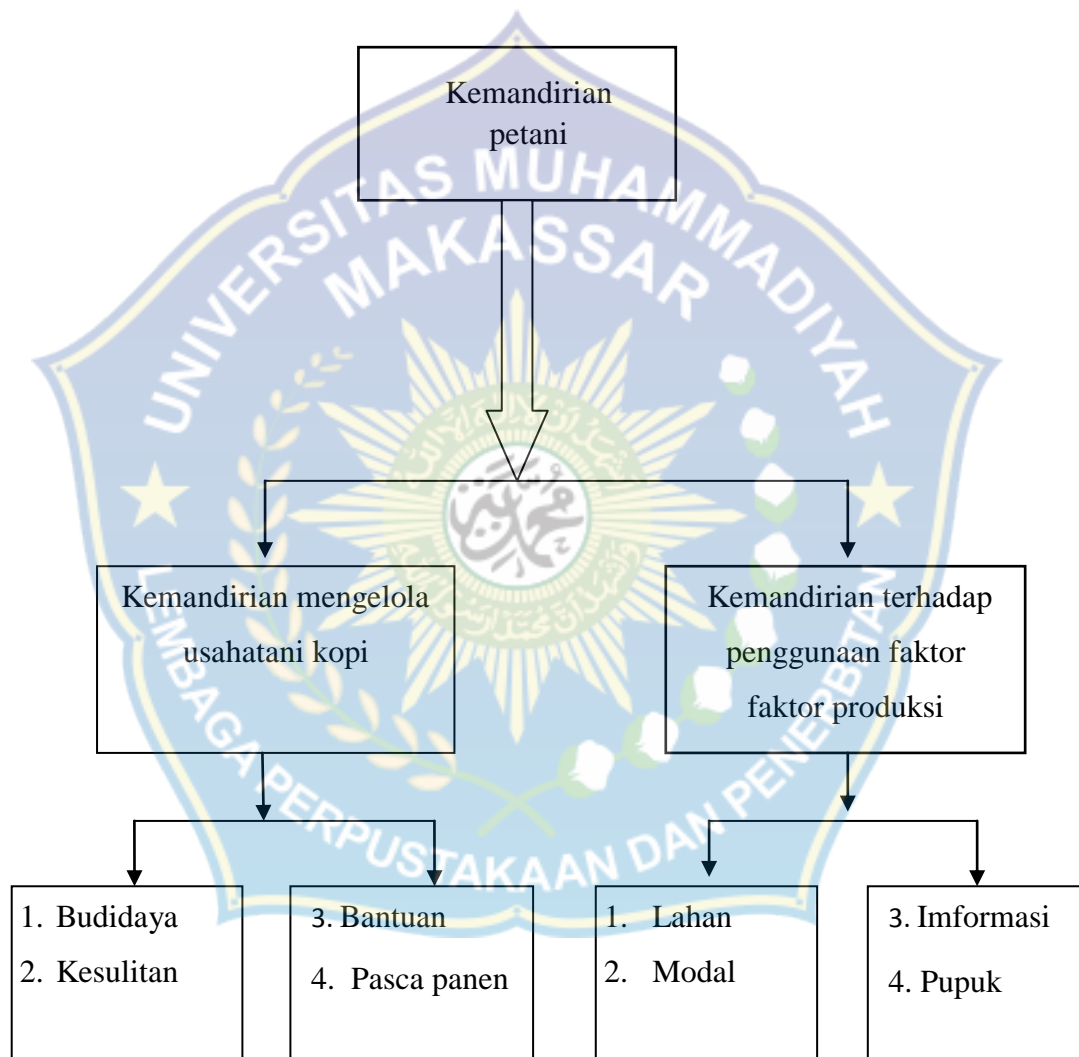 Kemandirian
petani
UNIVERSITAS MUHAMMADIYAH
MAKASSAR
Kemandirian mengelola
usahatani kopi
Kemandirian terhadap
penggunaan faktor
faktor produksi
LEMBAGA PERPUSTAKAAN DAN PENERBITAN
1. Budidaya
2. Kesulitan
3. Bantuan
4. Pasca panen
1. Lahan
2. Modal
3. Imformasi
4. Pupuk